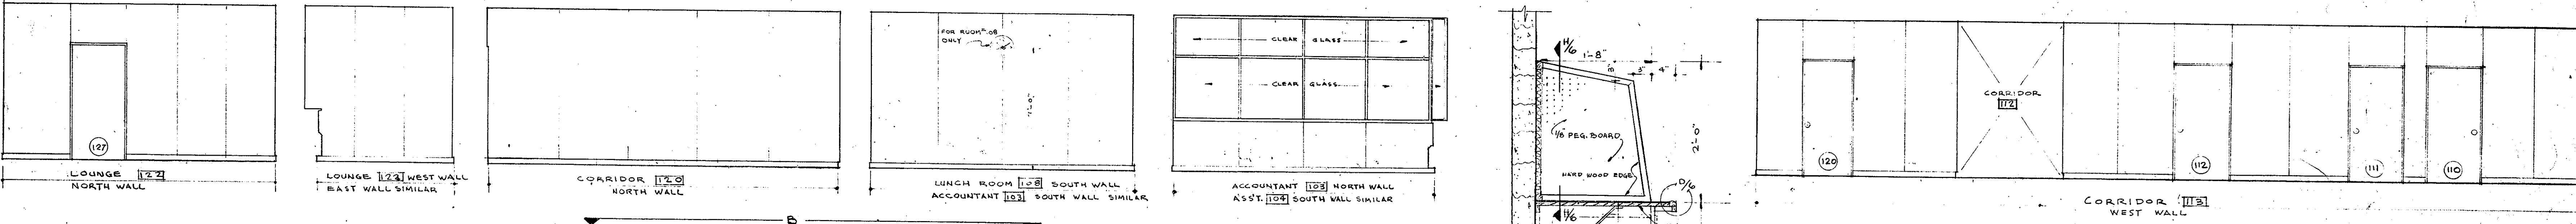 127
LOUNGE 122
NORTH WALL
LOUNGE 122 WEST WALL
EAST WALL SIMILAR
CORRIDOR 120
NORTH WALL
B
FOR ROOM 108
ONLY
LUNCH ROOM 108 SOUTH WALL
ACCOUNTANT 103 SOUTH WALL SIMILAR
CLEAR GLASS
CLEAR GLASS
ACCOUNTANT 103 NORTH WALL
ASS'T. 104 SOUTH WALL SIMILAR
H/6
1'-8"
3" 4"
1/8" PEG. BOARD
2'-0"
HARD WOOD EDGE
D/6
H/6
120
CORRIDOR
112
112
111
110
CORRIDOR 113
WEST WALL